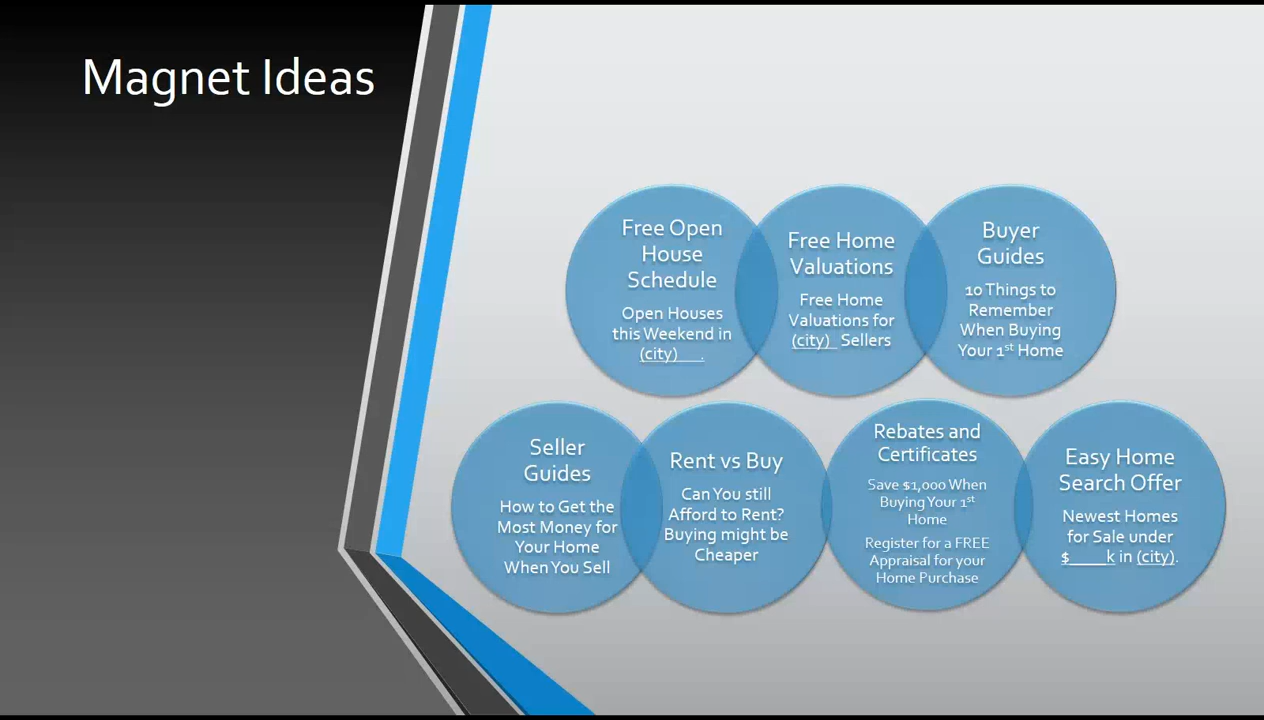 Magnet Ideas
Free Open
House
Schedule
Open Houses
this Weekend in
(city)___.
Free Home
Valuations
Free Home
Valuations for
(city)_ Sellers
Buyer
Guides
10 Things to
Remember
When Buying
Your 1st Home
Seller
Guides
How to Get the
Most Money for
Your Home
When You Sell
Rent vs Buy
Can You still
Afford to Rent?
Buying might be
Cheaper
Rebates and
Certificates
Save $1,000 When
Buying Your 1st
Home
Register for a FREE
Appraisal for your
Home Purchase
Easy Home
Search Offer
Newest Homes
for Sale under
$____k in (city).